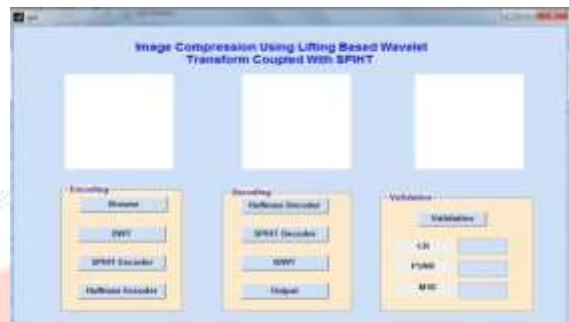 Image Compression Using Lifting Based Wavelet
Transform Coupled With SPIHT
Encoding
Browse
DWT
SPIHT Encoder
Huffman Encoder
Decoding
Huffman Decoder
SPIHT Decoder
IDWT
Output
Validation
Validation
CR
PSNR
MSE